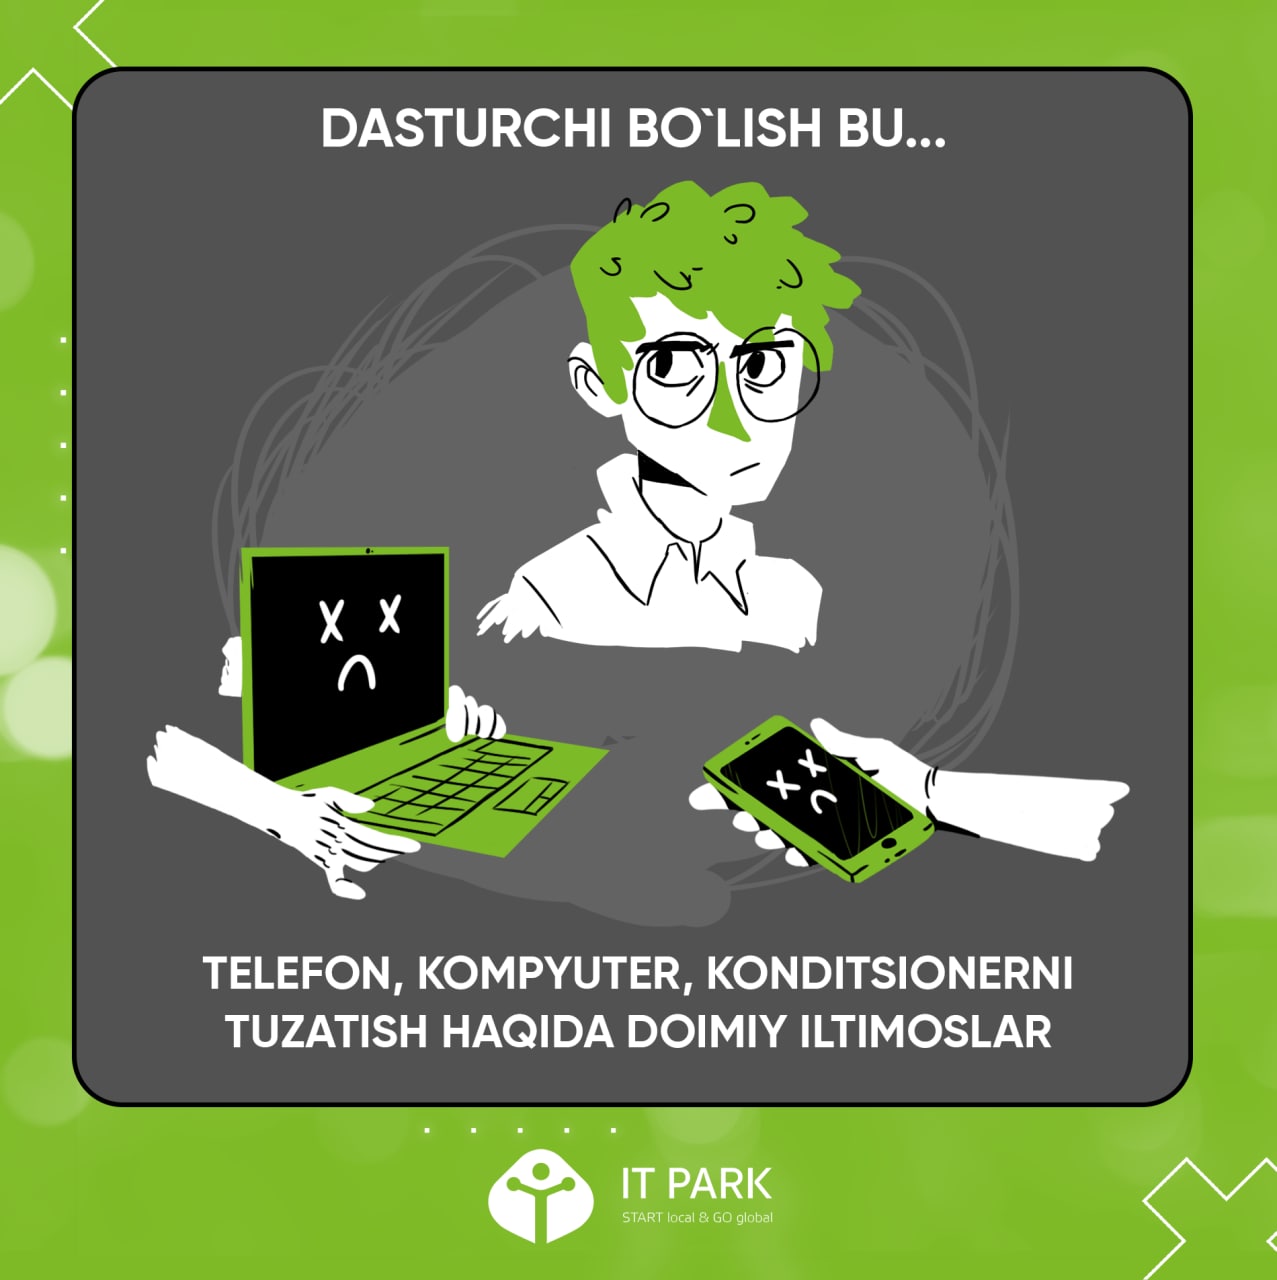 DASTURCHI BO`LISH BU...
TELEFON, KOMPYUTER, KONDITSIONERNI
TUZATISH HAQIDA DOIMIY ILTIMOSLAR
IT PARK
START local & GO global